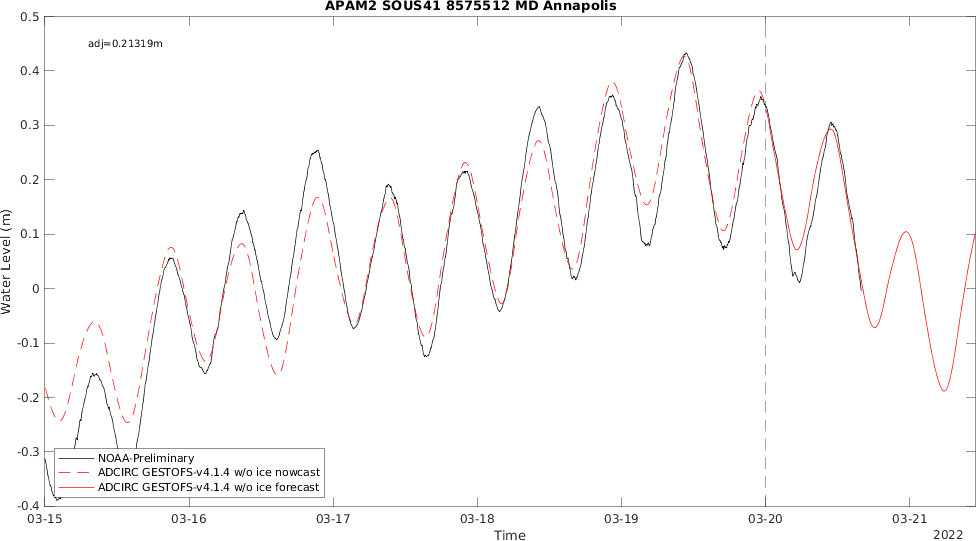 APAM2 SOUS41 8575512 MD Annapolis
adj=0.21319m
0.5
0.4
0.3
0.2
0.1
0
-0.1
-0.2
-0.3
-0.4
Water Level (m)
NOAA-Preliminary
ADCIRC GESTOFS-v4.1.4 w/o ice nowcast
ADCIRC GESTOFS-v4.1.4 w/o ice forecast
03-15 03-16 03-17 03-18 03-19 03-20 03-21
Time
2022